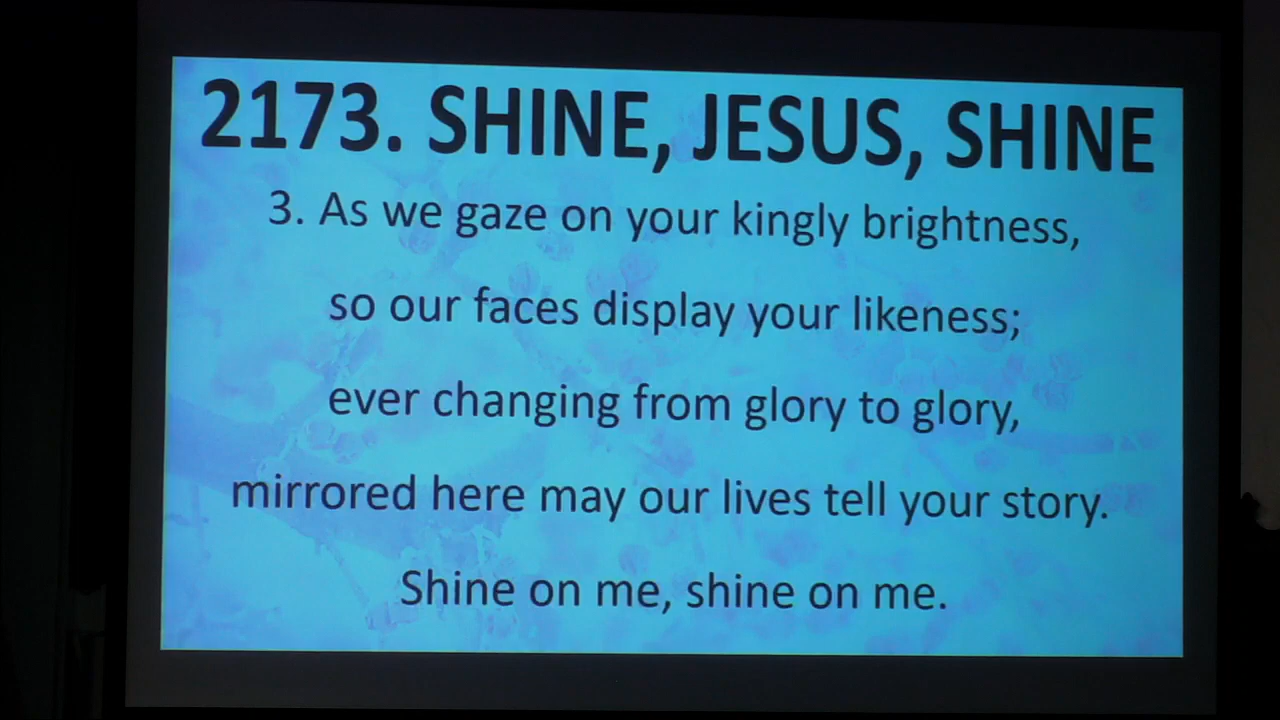 2173. SHINE, JESUS, SHINE
3. As we gaze on your kingly brightness,
so our faces display your likeness;
ever changing from glory to glory,
mirrored here may our lives tell your story.
Shine on me, shine on me.